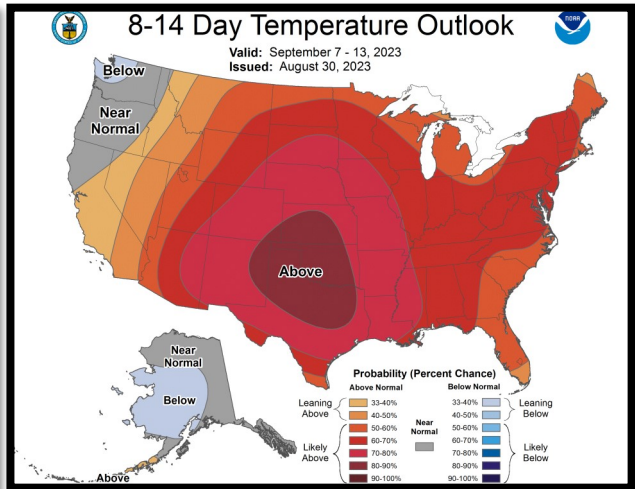 8-14 Day Temperature Outlook
NOAA
Valid: September 7 - 13, 2023
Issued: August 30, 2023
Below
Near
Normal
Above
Near
Normal
Below
Above
Probability (Percent Chance)
Above Normal
Below Normal
Leaning
Above
33-40%
40-50%
Likely
Above
50-60%
60-70%
70-80%
80-90%
90-100%
Near
Normal
33-40%
40-50%
Leaning
Below
50-60%
60-70%
70-80%
80-90%
90-100%
Likely
Below